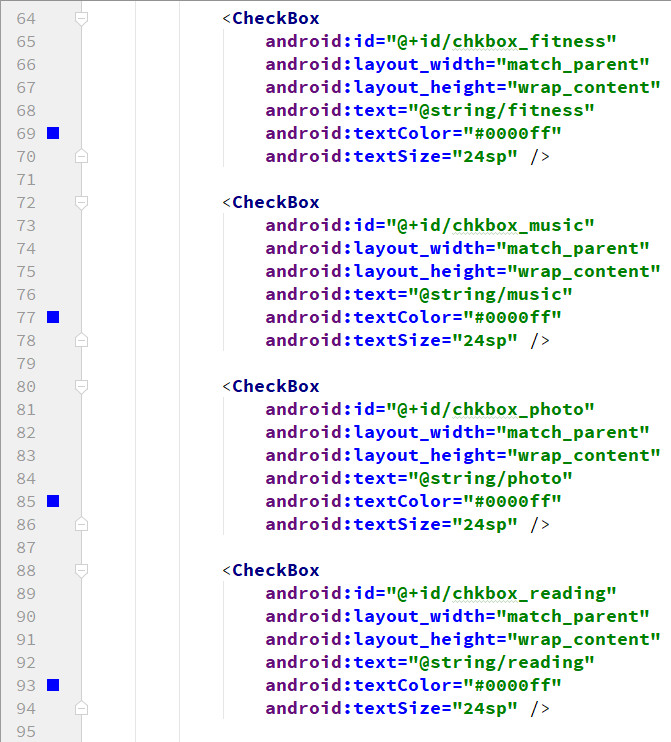 64 <CheckBox
65 android:id="@+id/chkbox_fitness"
66 android:layout_width="match_parent"
67 android:layout_height="wrap_content"
68 android:text="@string/fitness"
69 android:textColor="#0000ff"
70 android:textSize="24sp" />
71
72 <CheckBox
73 android:id="@+id/chkbox_music"
74 android:layout_width="match_parent"
75 android:layout_height="wrap_content"
76 android:text="@string/music"
77 android:textColor="#0000ff"
78 android:textSize="24sp" />
79
80 <CheckBox
81 android:id="@+id/chkbox_photo"
82 android:layout_width="match_parent"
83 android:layout_height="wrap_content"
84 android:text="@string/photo"
85 android:textColor="#0000ff"
86 android:textSize="24sp" />
87
88 <CheckBox
89 android:id="@+id/chkbox_reading"
90 android:layout_width="match_parent"
91 android:layout_height="wrap_content"
92 android:text="@string/reading"
93 android:textColor="#0000ff"
94 android:textSize="24sp" />
95